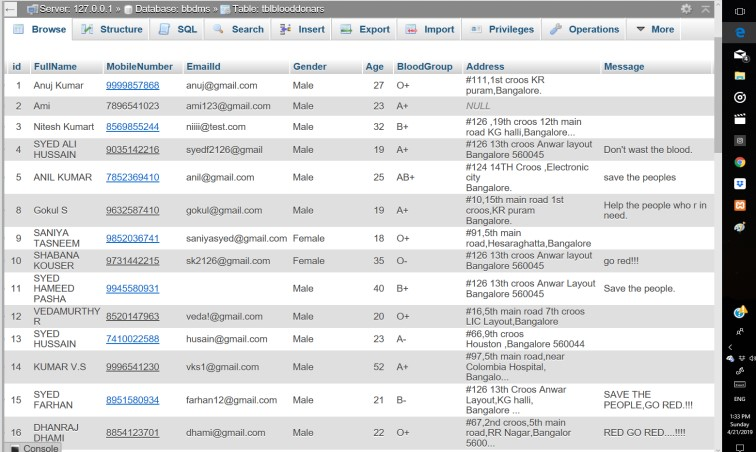 Server: 127.0.0.1 » Database: bbdms » Table: tblblooddonars
Browse Structure SQL Search Insert Export Import Privileges Operations More
id FullName MobileNumber EmailId Gender Age BloodGroup Address Message
1 Anuj Kumar 9999857868 anuj@gmail.com Male 27 O+ #111,1st croos KR
puram,Bangalore.
2 Ami 7896541023 ami123@gmail.com Male 23 A+ NULL
3 Nitesh Kumart 8569855244 niiii@test.com Male 32 B+ #126 ,19th croos 12th main
road KG halli,Bangalore...
4 SYED ALI
HUSSAIN 9035142216 syedf2126@gmail Male 19 A+ #126 13th croos Anwar layout
Bangalore 560045 Don't wast the blood.
5 ANIL KUMAR 7852369410 anil@gmail.com Male 25 AB+ #124 14TH Croos ,Electronic
city
Bangalore. save the peoples
8 Gokul S 9632587410 gokul@gmail.com Male 19 A+ #10,15th main road 1st
croos,KR puram
Bangalore. Help the people who r in
need.
9 SANIYA
TASNEEM 9852036741 saniyasyed@gmail.com Female 18 O+ #91,5th main
road,Hesaraghatta,Bangalore
10 SHABANA
KOUSER 9731442215 sk2126@gmail.com Female 35 O- #126 13th cross Anwar Layout
Bangalore 560045 go red!!!
11 SYED
HAMEED
PASHA 9945580931 Male 40 B+ #126 13th Cross Anwar Layout
Bangalore 560045 Save the people.
12 VEDAMURTHY
R 8520147963 veda!@gmail.com Male 20 O+ #16,5th main road 7th croos
LIC Layout,Bangalore
13 SYED
HUSSAIN 7410022588 husain@gmail.com Male 23 A- #66,9th croos
Houston ,Bangalore 560044
14 KUMAR V.S 9996541230 vks1@gmail.com Male 52 A+ #97,5th main road,near
Colombia Hospital,
Bangalo...
15 SYED
FARHAN 8951580934 farhan12@gmail.com Male 21 B- #126 13th Croos Anwar
Layout,KG halli,
Bangalore ... SAVE THE
PEOPLE,GO RED.!!!
16 DHANRAJ
DHAMI 8854123701 dhami@gmail.com Male 22 O+ #67,2nd croos,5th main
road,RR Nagar,Bangalor
5600... RED GO RED....!!!!
Console
ENG
1:33 PM
Sunday
4/21/2019